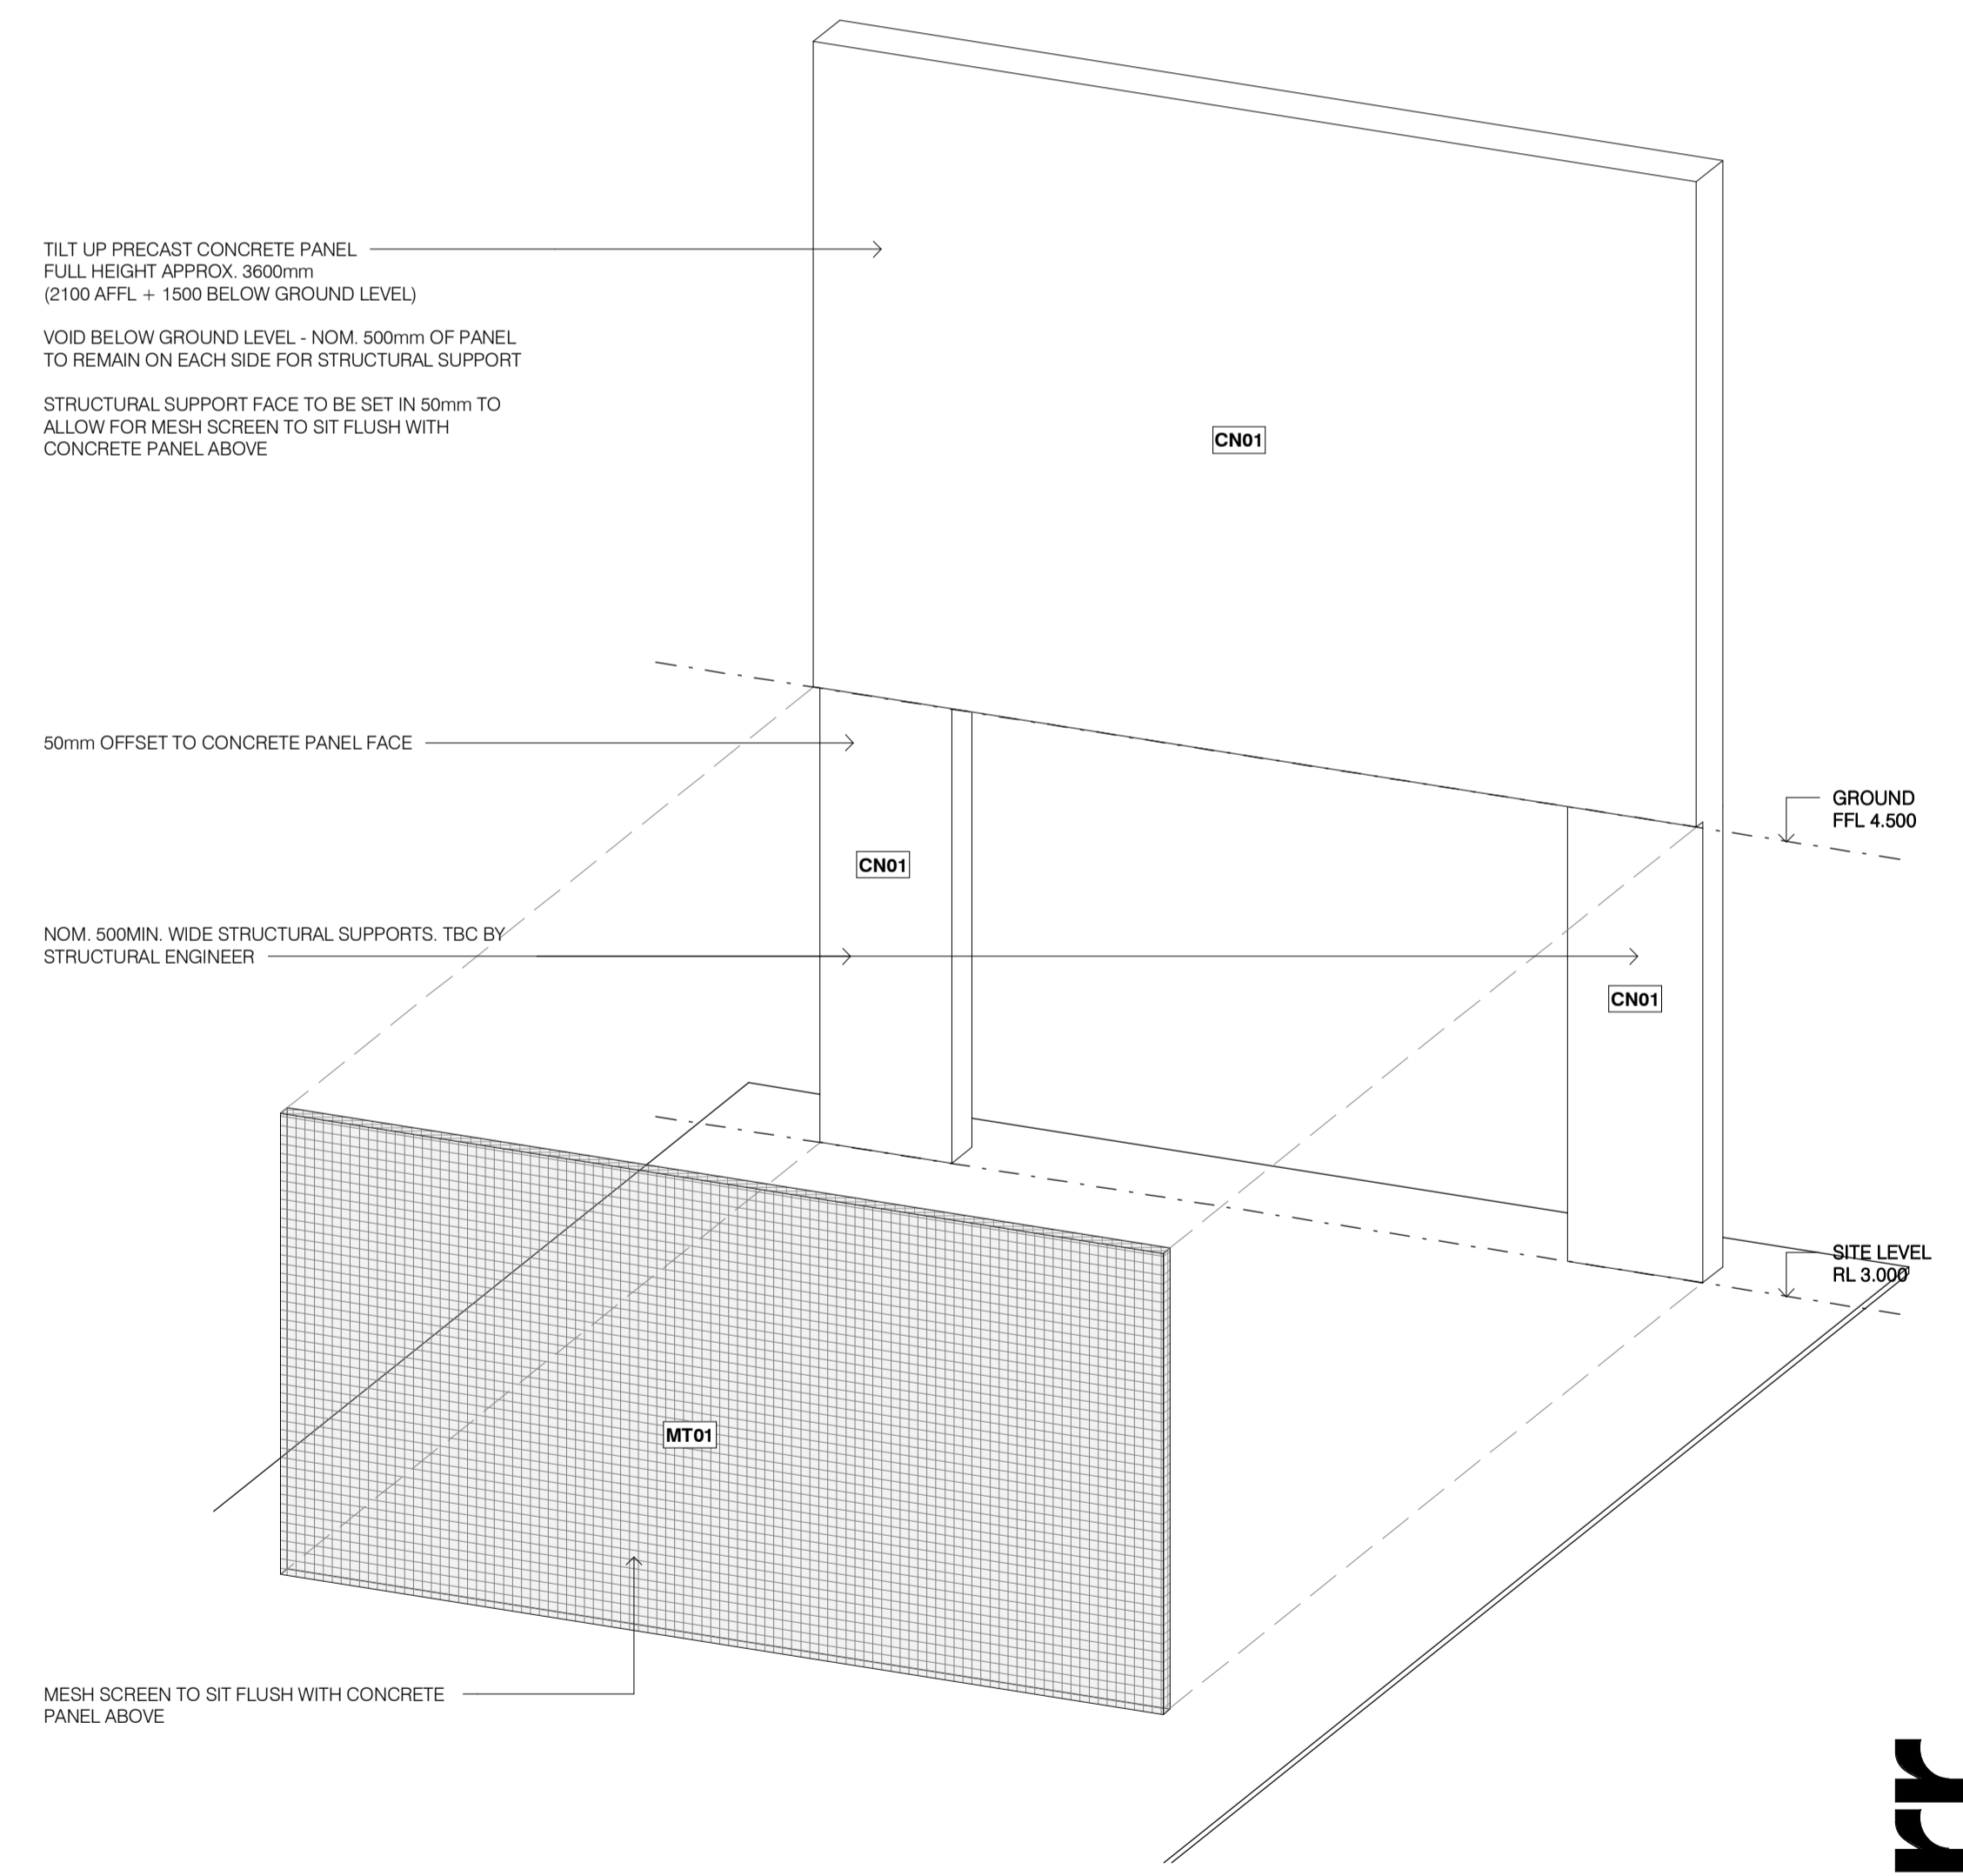 TILT UP PRECAST CONCRETE PANEL
FULL HEIGHT APPROX. 3600mm
(2100 AFFL + 1500 BELOW GROUND LEVEL)
VOID BELOW GROUND LEVEL - NOM. 500mm OF PANEL
TO REMAIN ON EACH SIDE FOR STRUCTURAL SUPPORT
STRUCTURAL SUPPORT FACE TO BE SET IN 50mm TO
ALLOW FOR MESH SCREEN TO SIT FLUSH WITH
CONCRETE PANEL ABOVE
CN01
50mm OFFSET TO CONCRETE PANEL FACE
GROUND
FFL 4.500
CN01
NOM. 500MIN. WIDE STRUCTURAL SUPPORTS. TBC BY
STRUCTURAL ENGINEER
CN01
SITE LEVEL
RL 3.000
MT01
MESH SCREEN TO SIT FLUSH WITH CONCRETE
PANEL ABOVE
rr